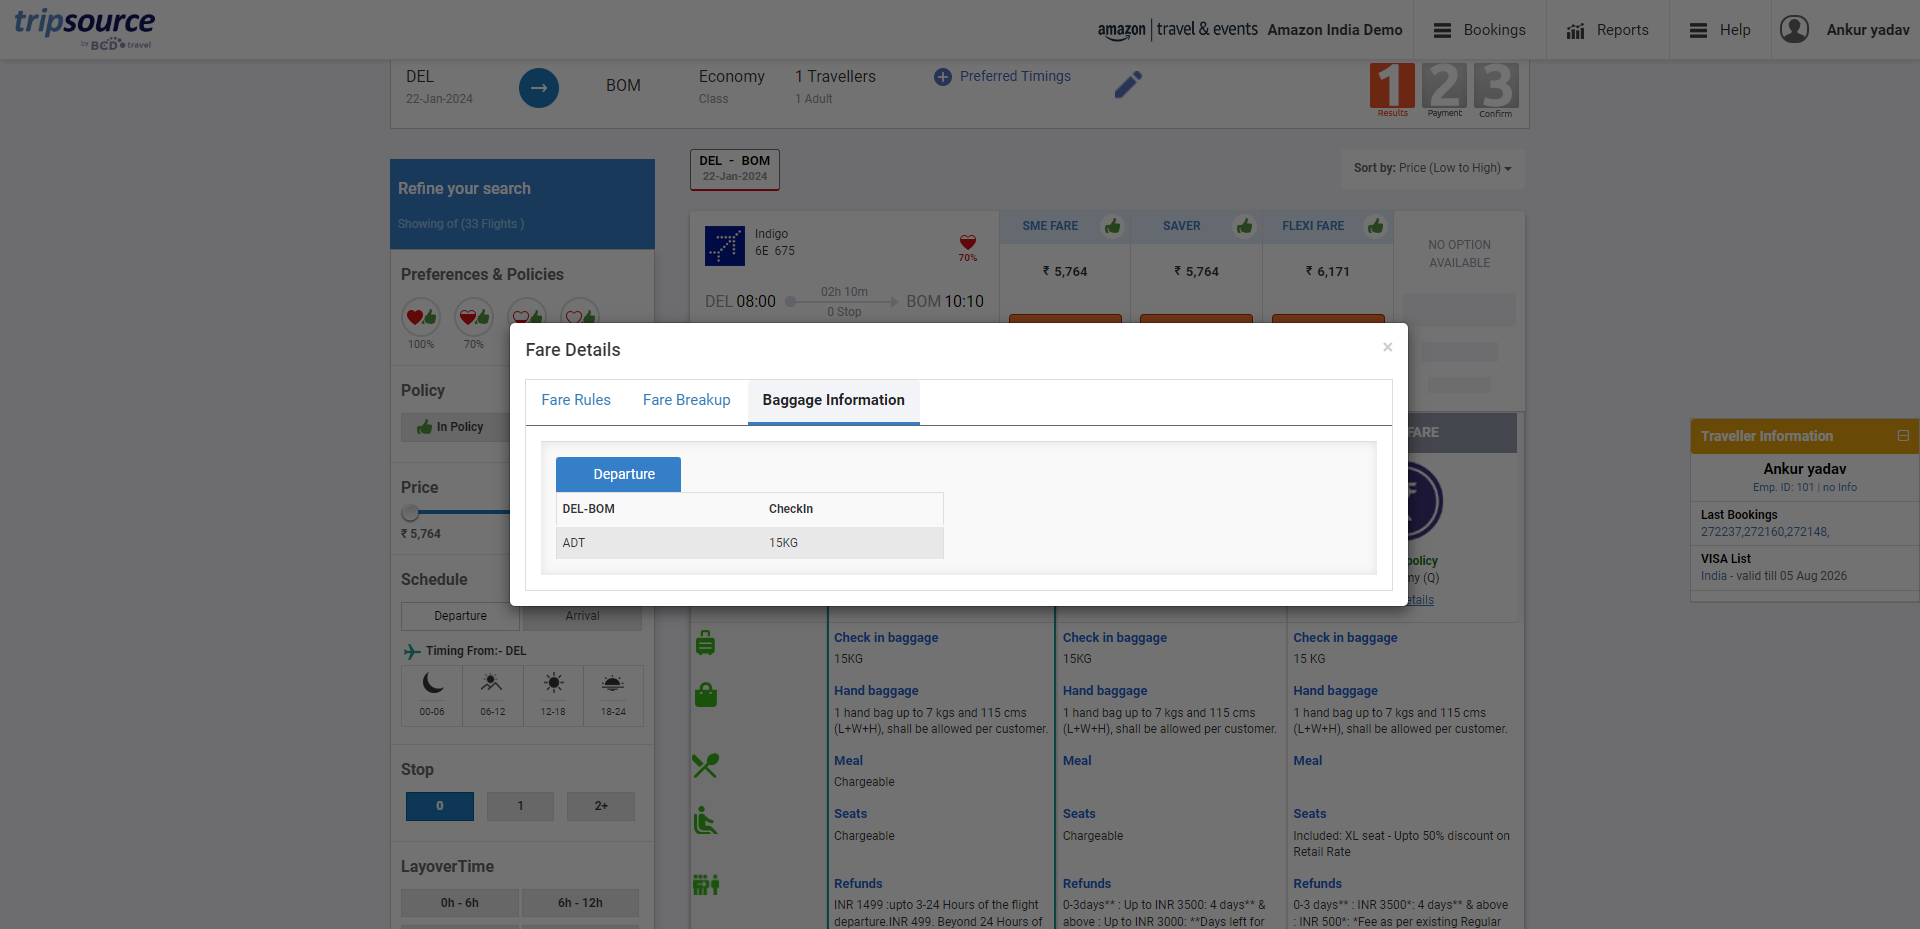 tripsource
by BCD travel
amazon travel & events Amazon India Demo
Bookings
Reports
Help
Ankur yadav
DEL
22-Jan-2024
BOM
Economy
Class
1 Travellers
1 Adult
Preferred Timings
1
Results
2
Payment
3
Confirm
DEL - BOM
22-Jan-2024
Sort by: Price (Low to High)
Refine your search
Showing of (33 Flights )
Preferences & Policies
100%
70%
Policy
In Policy
Price
₹ 5,764
Schedule
Departure
Arrival
Timing From:- DEL
00-06
06-12
12-18
18-24
Stop
0
1
2+
LayoverTime
0h - 6h
6h - 12h
Indigo
6E 675
70%
DEL 08:00
02h 10m
0 Stop
BOM 10:10
SME FARE
₹ 5,764
SAVER
₹ 5,764
FLEXI FARE
₹ 6,171
NO OPTION
AVAILABLE
Fare Details
×
Fare Rules
Fare Breakup
Baggage Information
Departure
DEL-BOM CheckIn
ADT 15KG
FARE
policy
my (Q)
etails
Check in baggage
15KG
Hand baggage
1 hand bag up to 7 kgs and 115 cms
(L+W+H), shall be allowed per customer.
Meal
Chargeable
Seats
Chargeable
Refunds
INR 1499 :upto 3-24 Hours of the flight
departure.INR 499. Beyond 24 Hours of
Check in baggage
15KG
Hand baggage
1 hand bag up to 7 kgs and 115 cms
(L+W+H), shall be allowed per customer.
Meal
Seats
Chargeable
Refunds
0-3days** : Up to INR 3500: 4 days** &
above : Up to INR 3000: **Days left for
Check in baggage
15 KG
Hand baggage
1 hand bag up to 7 kgs and 115 cms
(L+W+H), shall be allowed per customer.
Meal
Seats
Included: XL seat - Upto 50% discount on
Retail Rate
Refunds
0-3 days** : INR 3500*: 4 days** & above
: INR 500*: *Fee as per existing Regular
Traveller Information
Ankur yadav
Emp. ID: 101 | no Info
Last Bookings
272237,272160,272148,
VISA List
India - valid till 05 Aug 2026